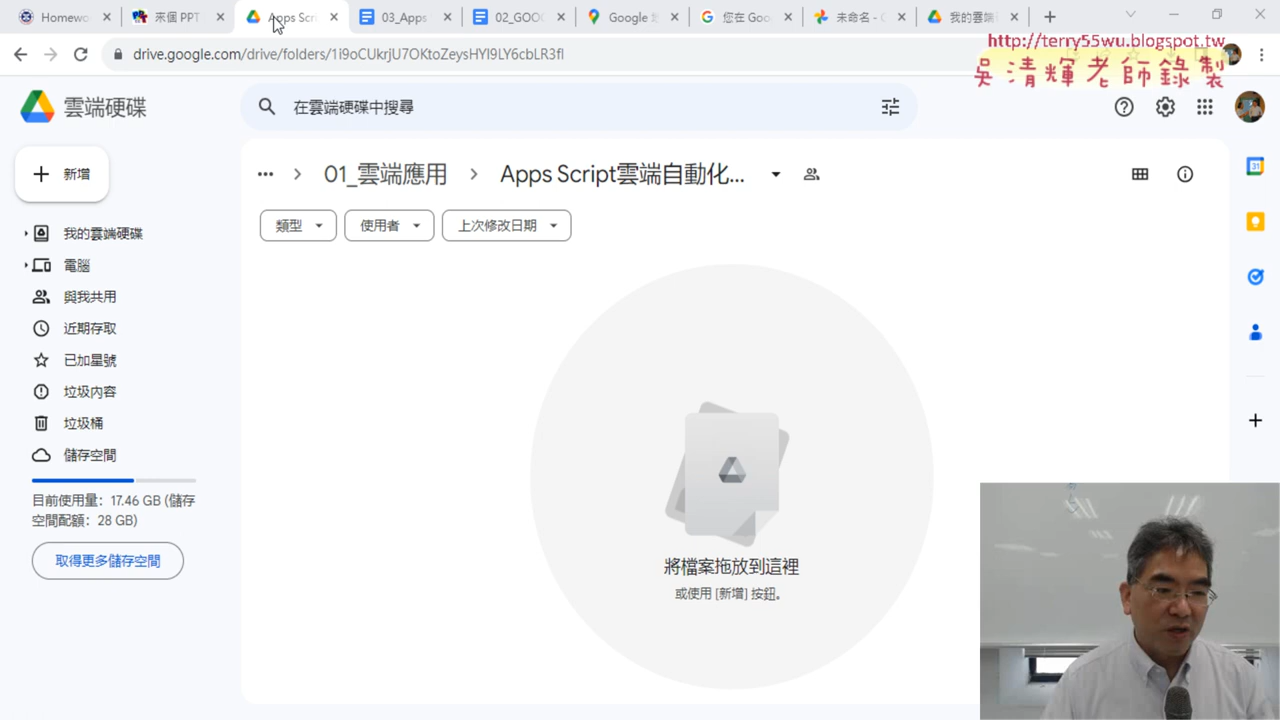 Homew
來個 PPT
Apps Scri
03_Apps
02_GOO
Google
您在 Goo
未命名 - G
我的雲端
http://terry55wu.blogspot.tw
吳清輝老師錄製
drive.google.com/drive/folders/1i9oCUkrjU7OKtoZeysHYI9LY6cbLR3fl
雲端硬碟
在雲端硬碟中搜尋
新增
01_雲端應用
Apps Script雲端自動化...
類型
使用者
上次修改日期
我的雲端硬碟
電腦
與我共用
近期存取
已加星號
垃圾內容
垃圾桶
儲存空間
目前使用量：17.46 GB (儲存
空間配額：28 GB)
取得更多儲存空間
將檔案拖放到這裡
或使用 [新增] 按鈕。
31